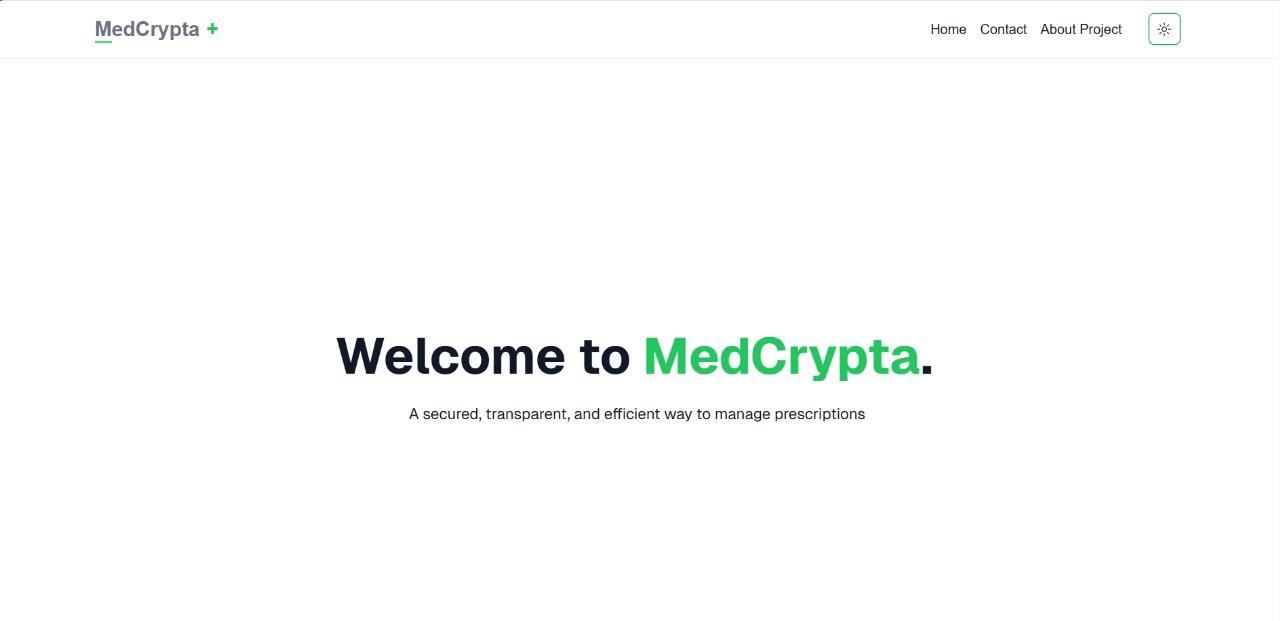 MedCrypta +
Home Contact About Project
Welcome to MedCrypta.
A secured, transparent, and efficient way to manage prescriptions